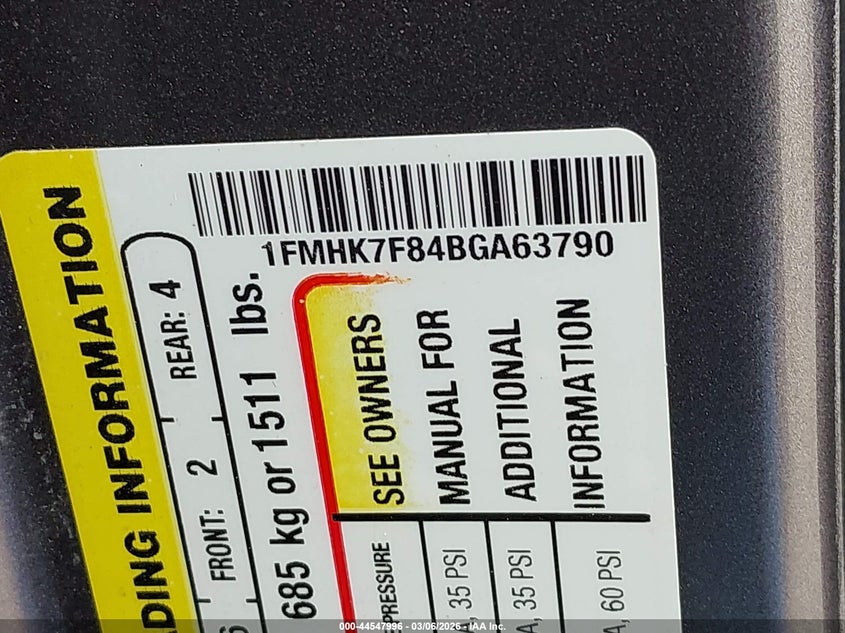 1FMHK7F84BGA63790
DING INFORMATION
FRONT: 2 REAR: 4
685 kg or 1511 lbs.
PRESSURE
SEE OWNERS
35 PSI
MANUAL FOR
35 PSI
ADDITIONAL
60 PSI
INFORMATION
000-44547996 - 03/06/2026 - IAA Inc.